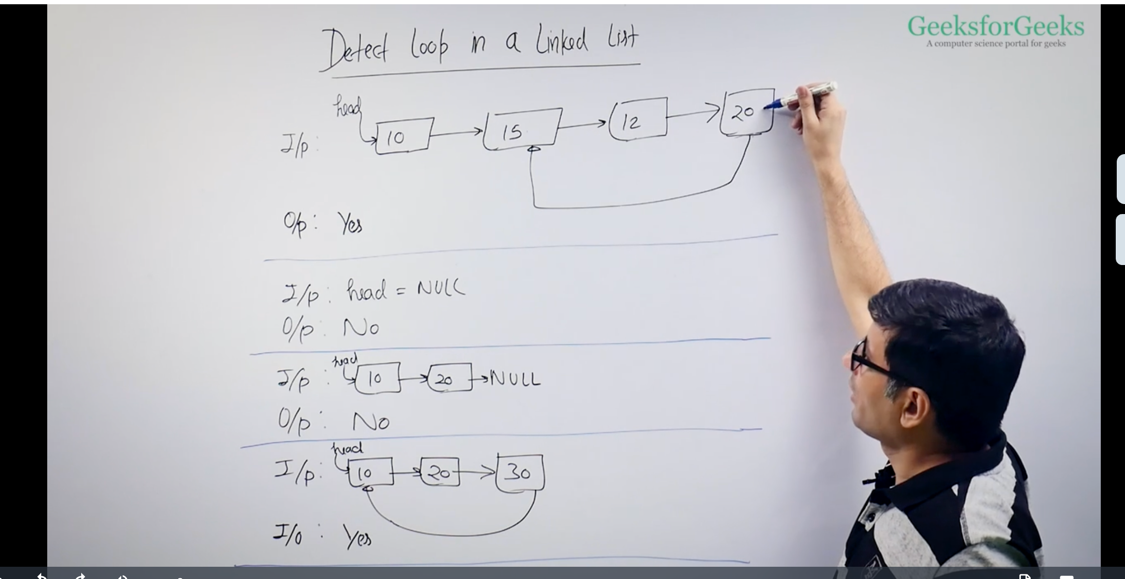 GeeksforGeeks
A computer science portal for geeks
Detect loop in a Linked List
head
I/p: 10 15 12 20
O/p: Yes
I/p: head = NULL
O/p: No
head
I/p: 10 20 NULL
O/p: No
head
I/p: 10 20 30
I/o: Yes